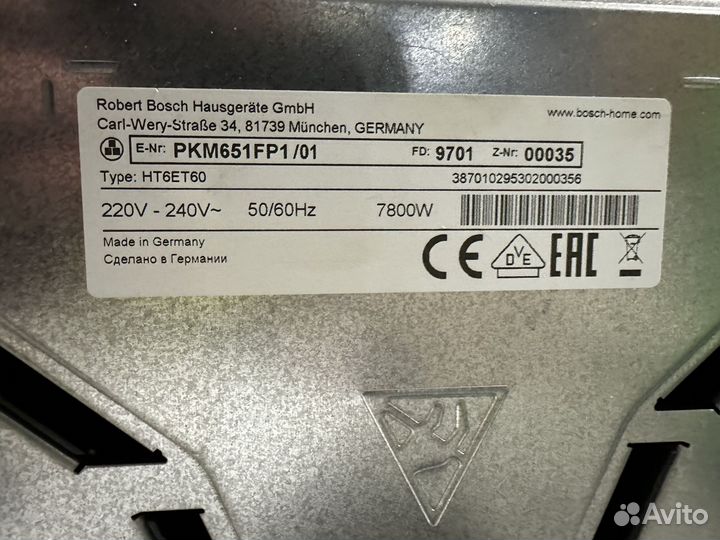 Robert Bosch Hausgeräte GmbH
www.bosch-home.com
Carl-Wery-Straße 34, 81739 München, GERMANY
E-Nr: PKM651FP1 /01 FD: 9701 Z-Nr: 00035
Type: HT6ET60 387010295302000356
220V - 240V~ 50/60Hz 7800W
Made in Germany
Сделано в Германии
CE DVE EAC
Avito